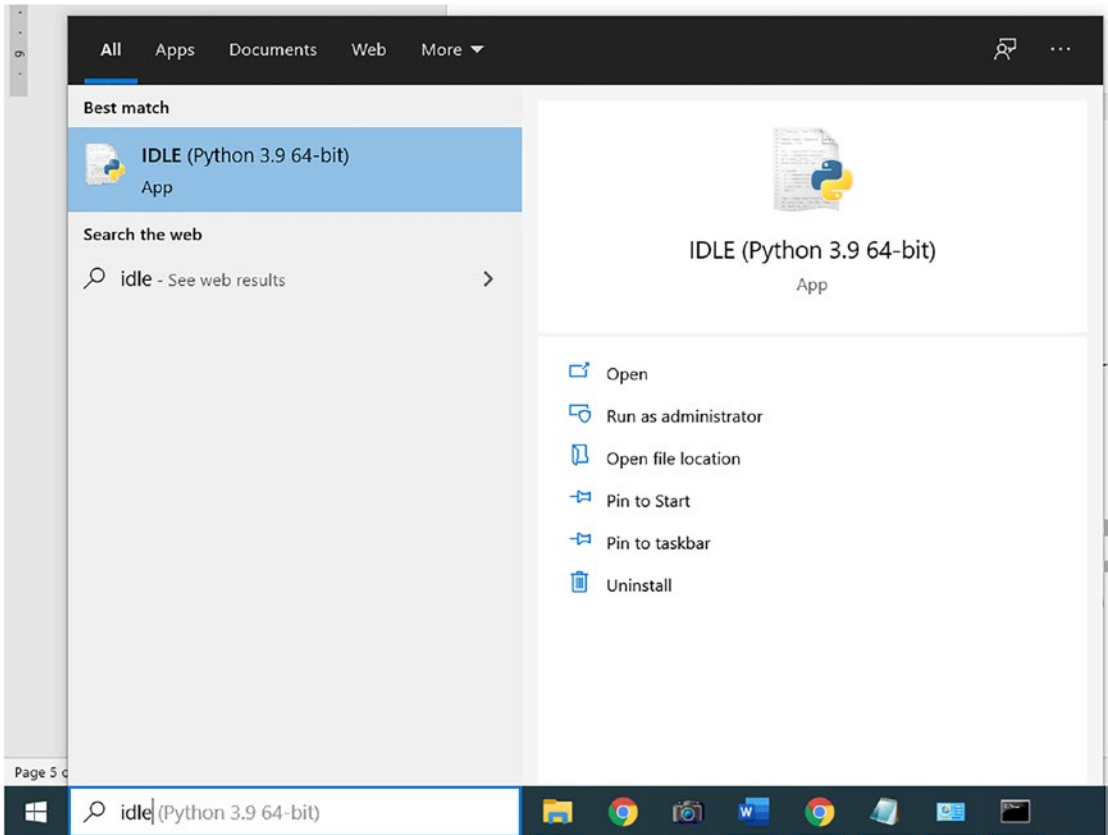 All Apps Documents Web More
Best match
IDLE (Python 3.9 64-bit)
App
Search the web
idle - See web results
IDLE (Python 3.9 64-bit)
App
Open
Run as administrator
Open file location
Pin to Start
Pin to taskbar
Uninstall
Page 5
idle (Python 3.9 64-bit)